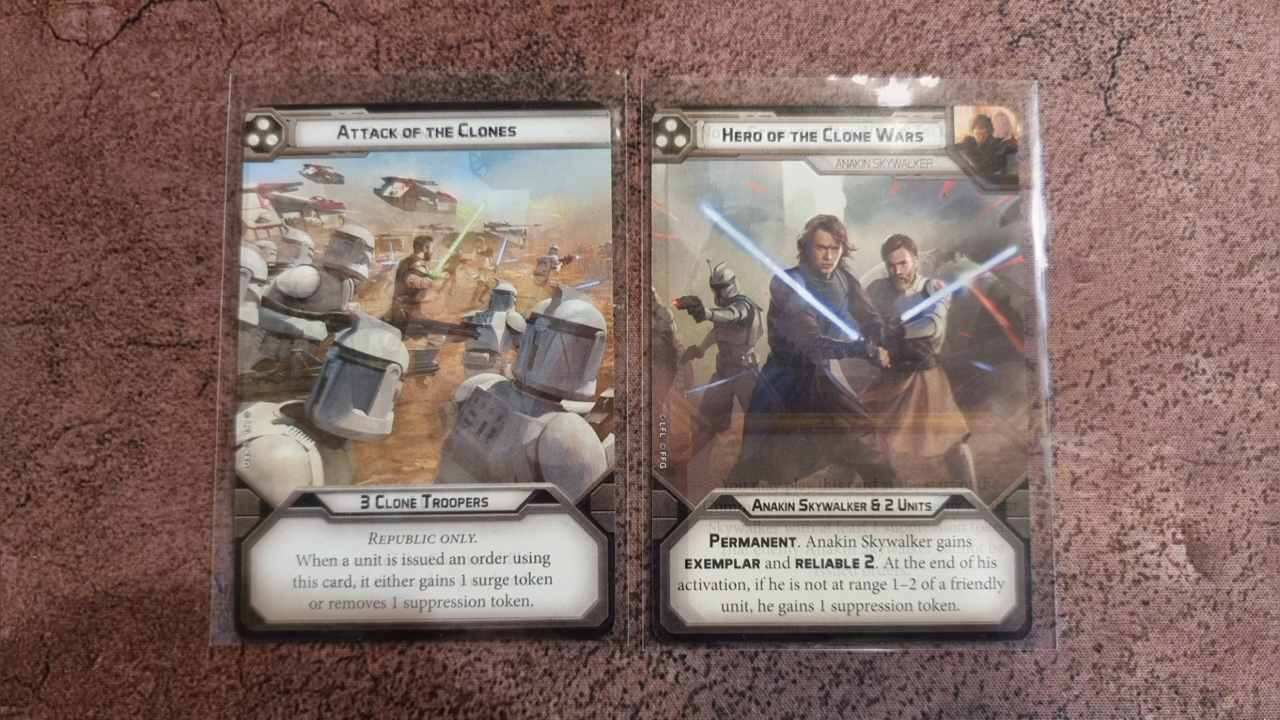 ATTACK OF THE CLONES
3 CLONE TROOPERS
REPUBLIC ONLY.
When a unit is issued an order using
this card, it either gains 1 surge token
or removes 1 suppression token.
HERO OF THE CLONE WARS
ANAKIN SKYWALKER
©LFL ©FFG
ANAKIN SKYWALKER & 2 UNITS
PERMANENT. Anakin Skywalker gains
EXEMPLAR and RELIABLE 2. At the end of his
activation, if he is not at range 1–2 of a friendly
unit, he gains 1 suppression token.